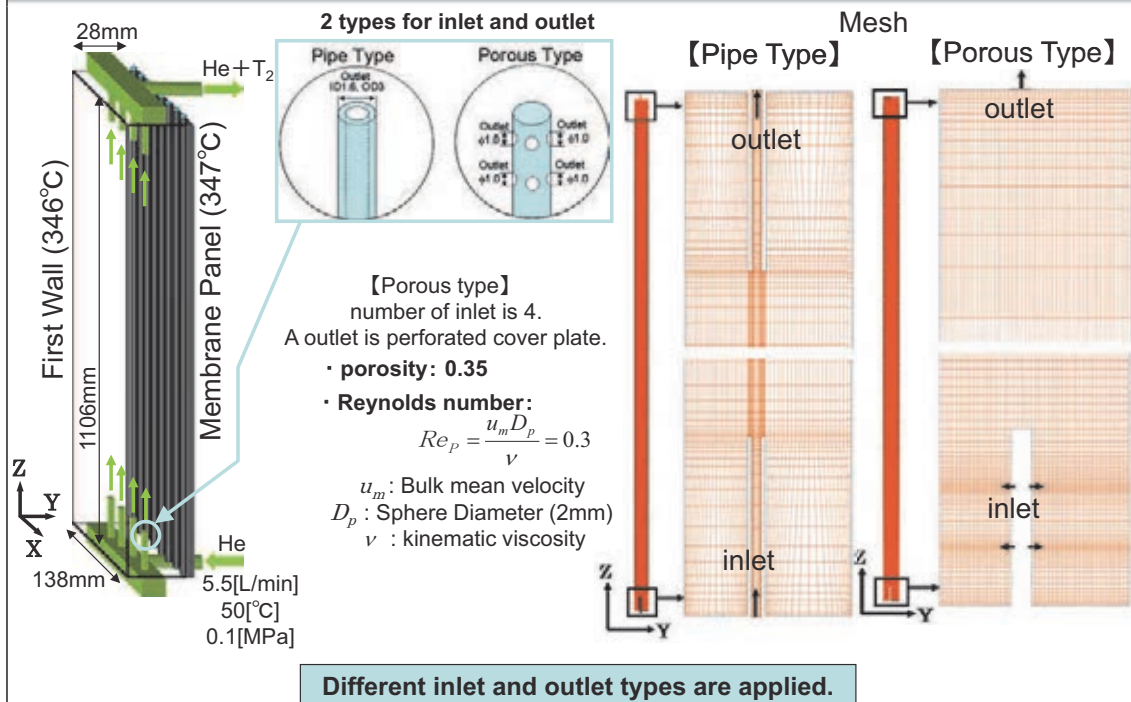 28mm
He+T₂
First Wall (346℃)
Membrane Panel (347℃)
1106mm
Z
Y
X
138mm
He
5.5[L/min]
50[℃]
0.1[MPa]
2 types for inlet and outlet
Pipe Type
Outlet
ID1.6, OD3
Porous Type
Outlet
φ1.0
Outlet
φ1.0
Outlet
φ1.0
Outlet
φ1.0
【Porous type】
number of inlet is 4.
A outlet is perforated cover plate.
・porosity: 0.35
・Reynolds number:
Re_P = u_m D_p / ν = 0.3
u_m : Bulk mean velocity
D_p : Sphere Diameter (2mm)
ν : kinematic viscosity
Mesh
【Pipe Type】
outlet
inlet
Z
Y
【Porous Type】
outlet
inlet
Z
Y
Different inlet and outlet types are applied.